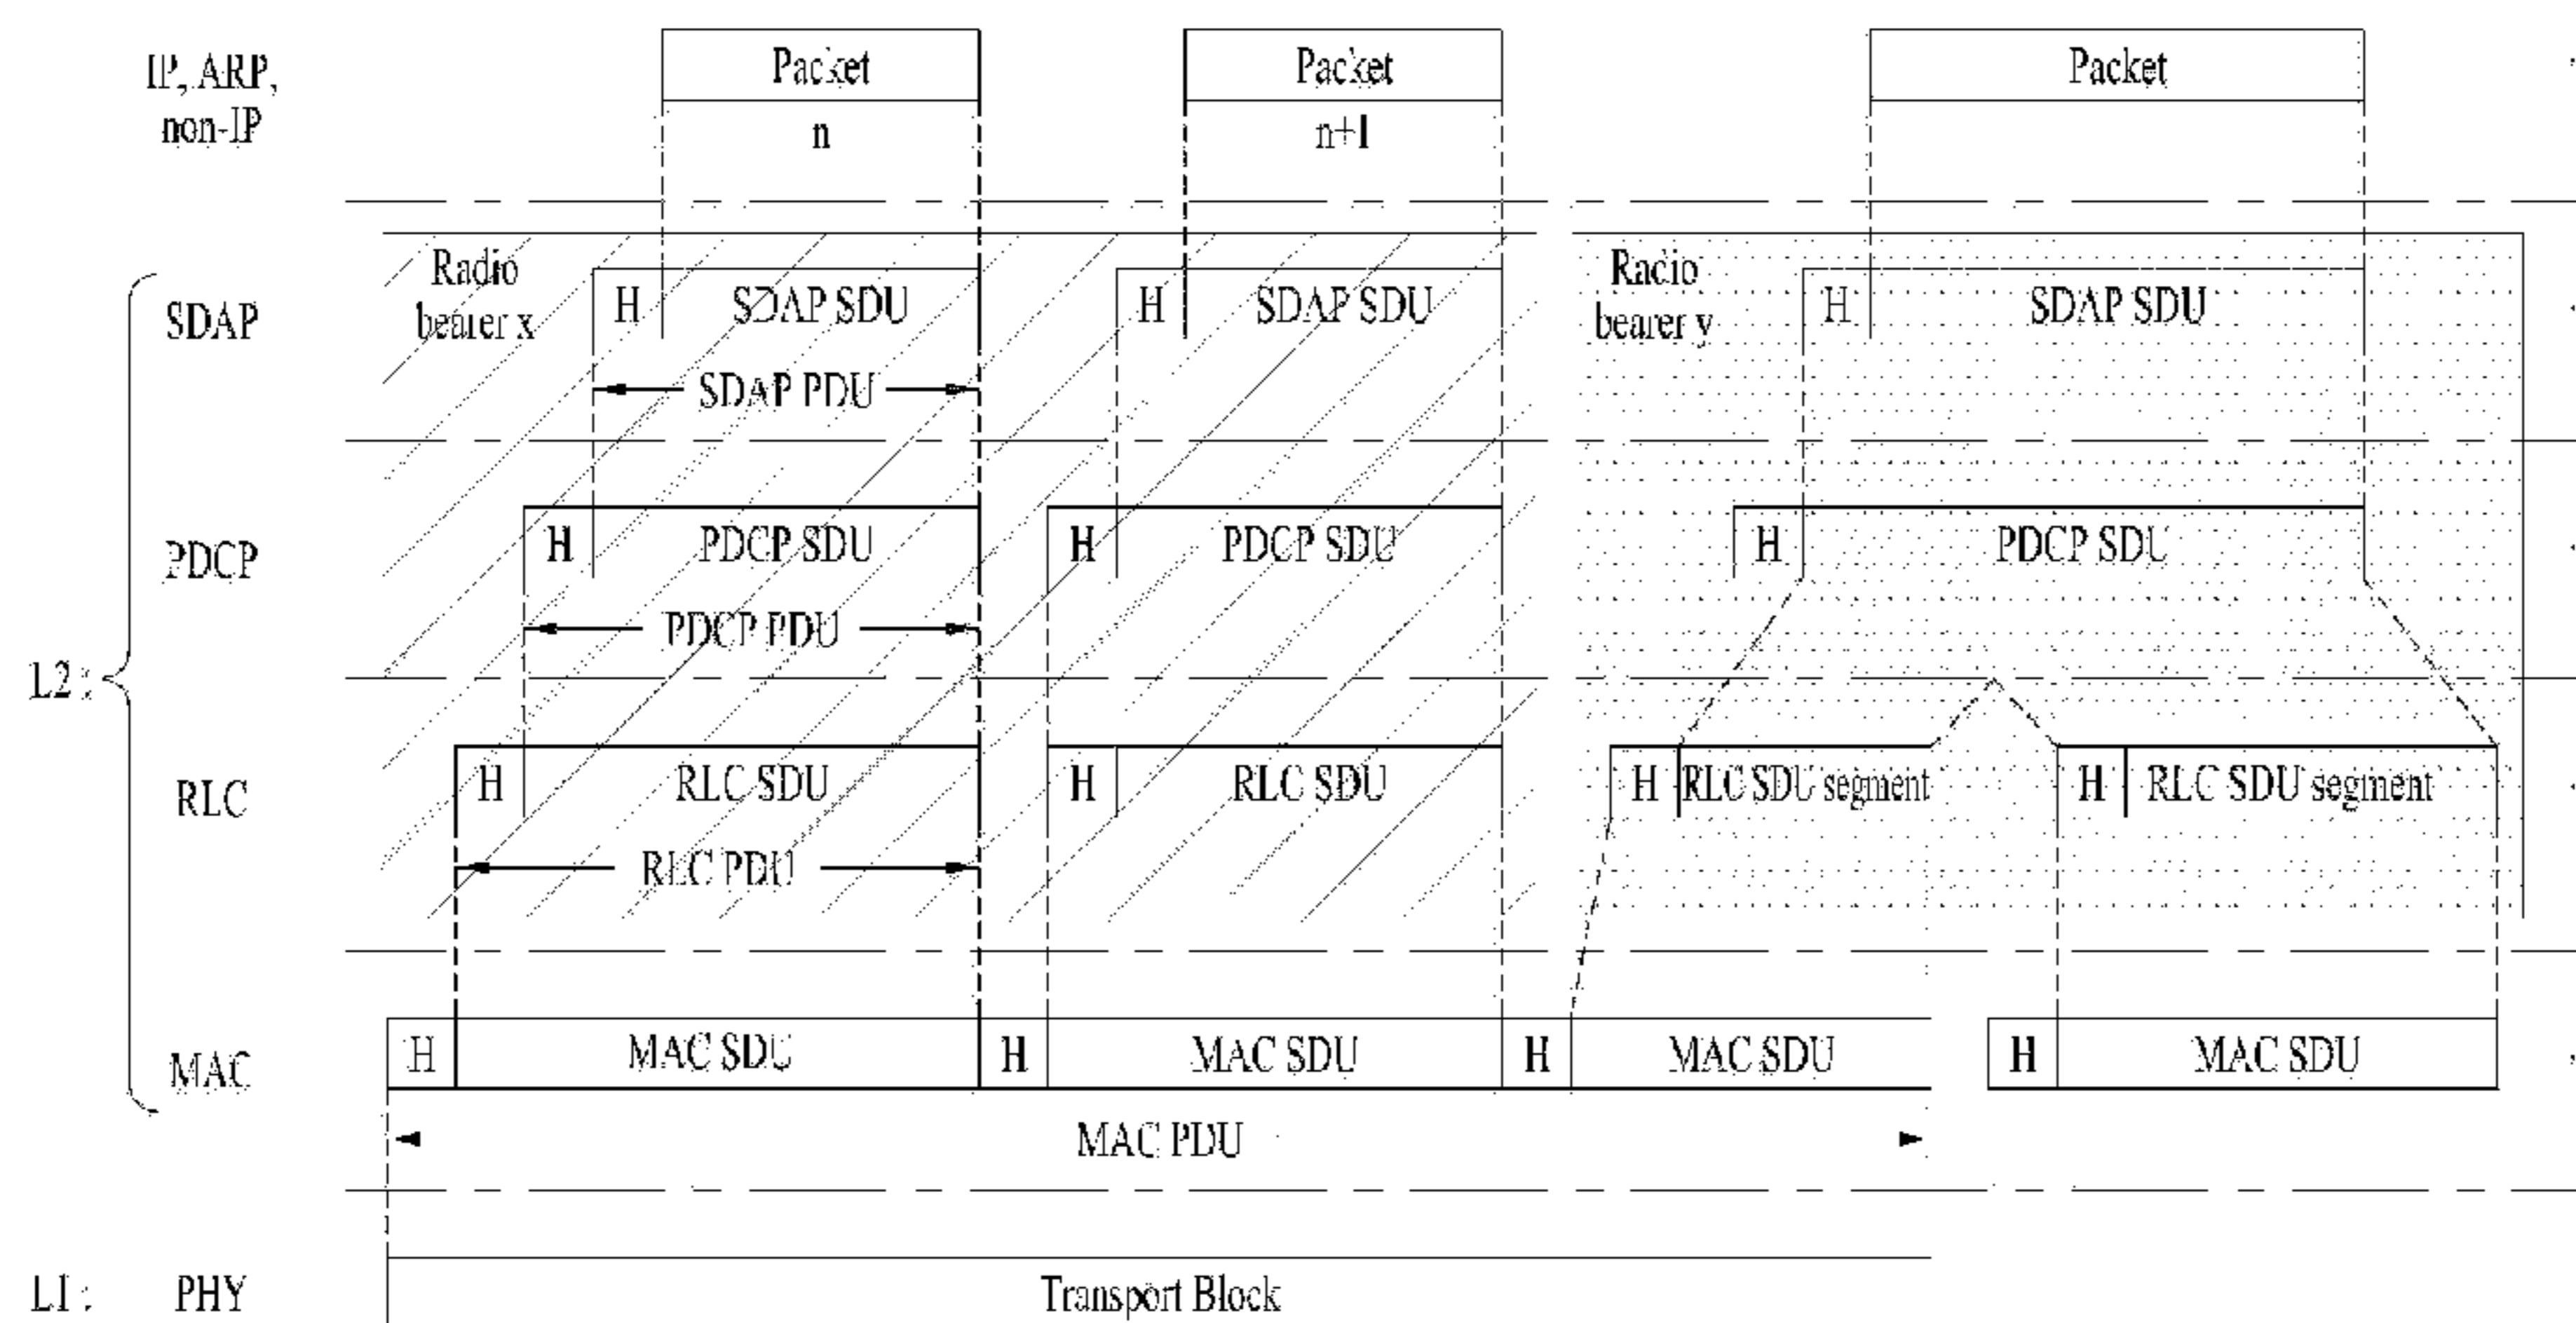 IP, ARP,
non-IP
Packet
n
Packet
n+1
Packet
L2 :
SDAP
Radio
bearer x
H
SDAP SDU
H
SDAP SDU
Radio
bearer y
H
SDAP SDU
SDAP PDU
PDCP
H
PDCP SDU
H
PDCP SDU
H
PDCP SDU
PDCP PDU
RLC
H
RLC SDU
H
RLC SDU
H
RLC SDU segment
H
RLC SDU segment
RLC PDU
MAC
H
MAC SDU
H
MAC SDU
H
MAC SDU
H
MAC SDU
MAC PDU
L1 :
PHY
Transport Block